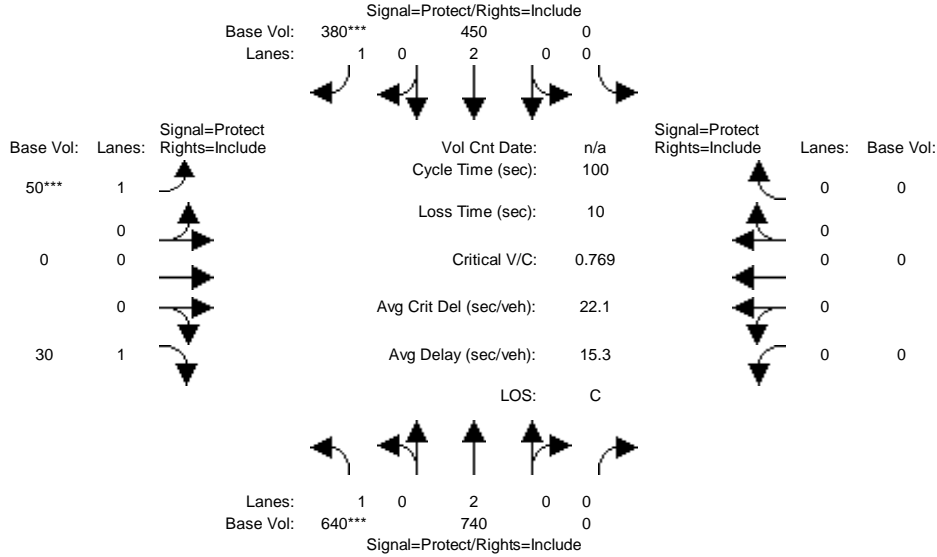 Signal=Protect/Rights=Include
Base Vol: 380*** 450 0
Lanes: 1 0 2 0 0
Signal=Protect
Base Vol: Lanes: Rights=Include
Vol Cnt Date: n/a
Signal=Protect
Rights=Include Lanes: Base Vol:
Cycle Time (sec): 100
50*** 1
0 0
Loss Time (sec): 10
0
0
0 0
Critical V/C: 0.769
0 0
0
Avg Crit Del (sec/veh): 22.1
0
30 1
Avg Delay (sec/veh): 15.3
0 0
LOS: C
Lanes: 1 0 2 0 0
Base Vol: 640*** 740 0
Signal=Protect/Rights=Include